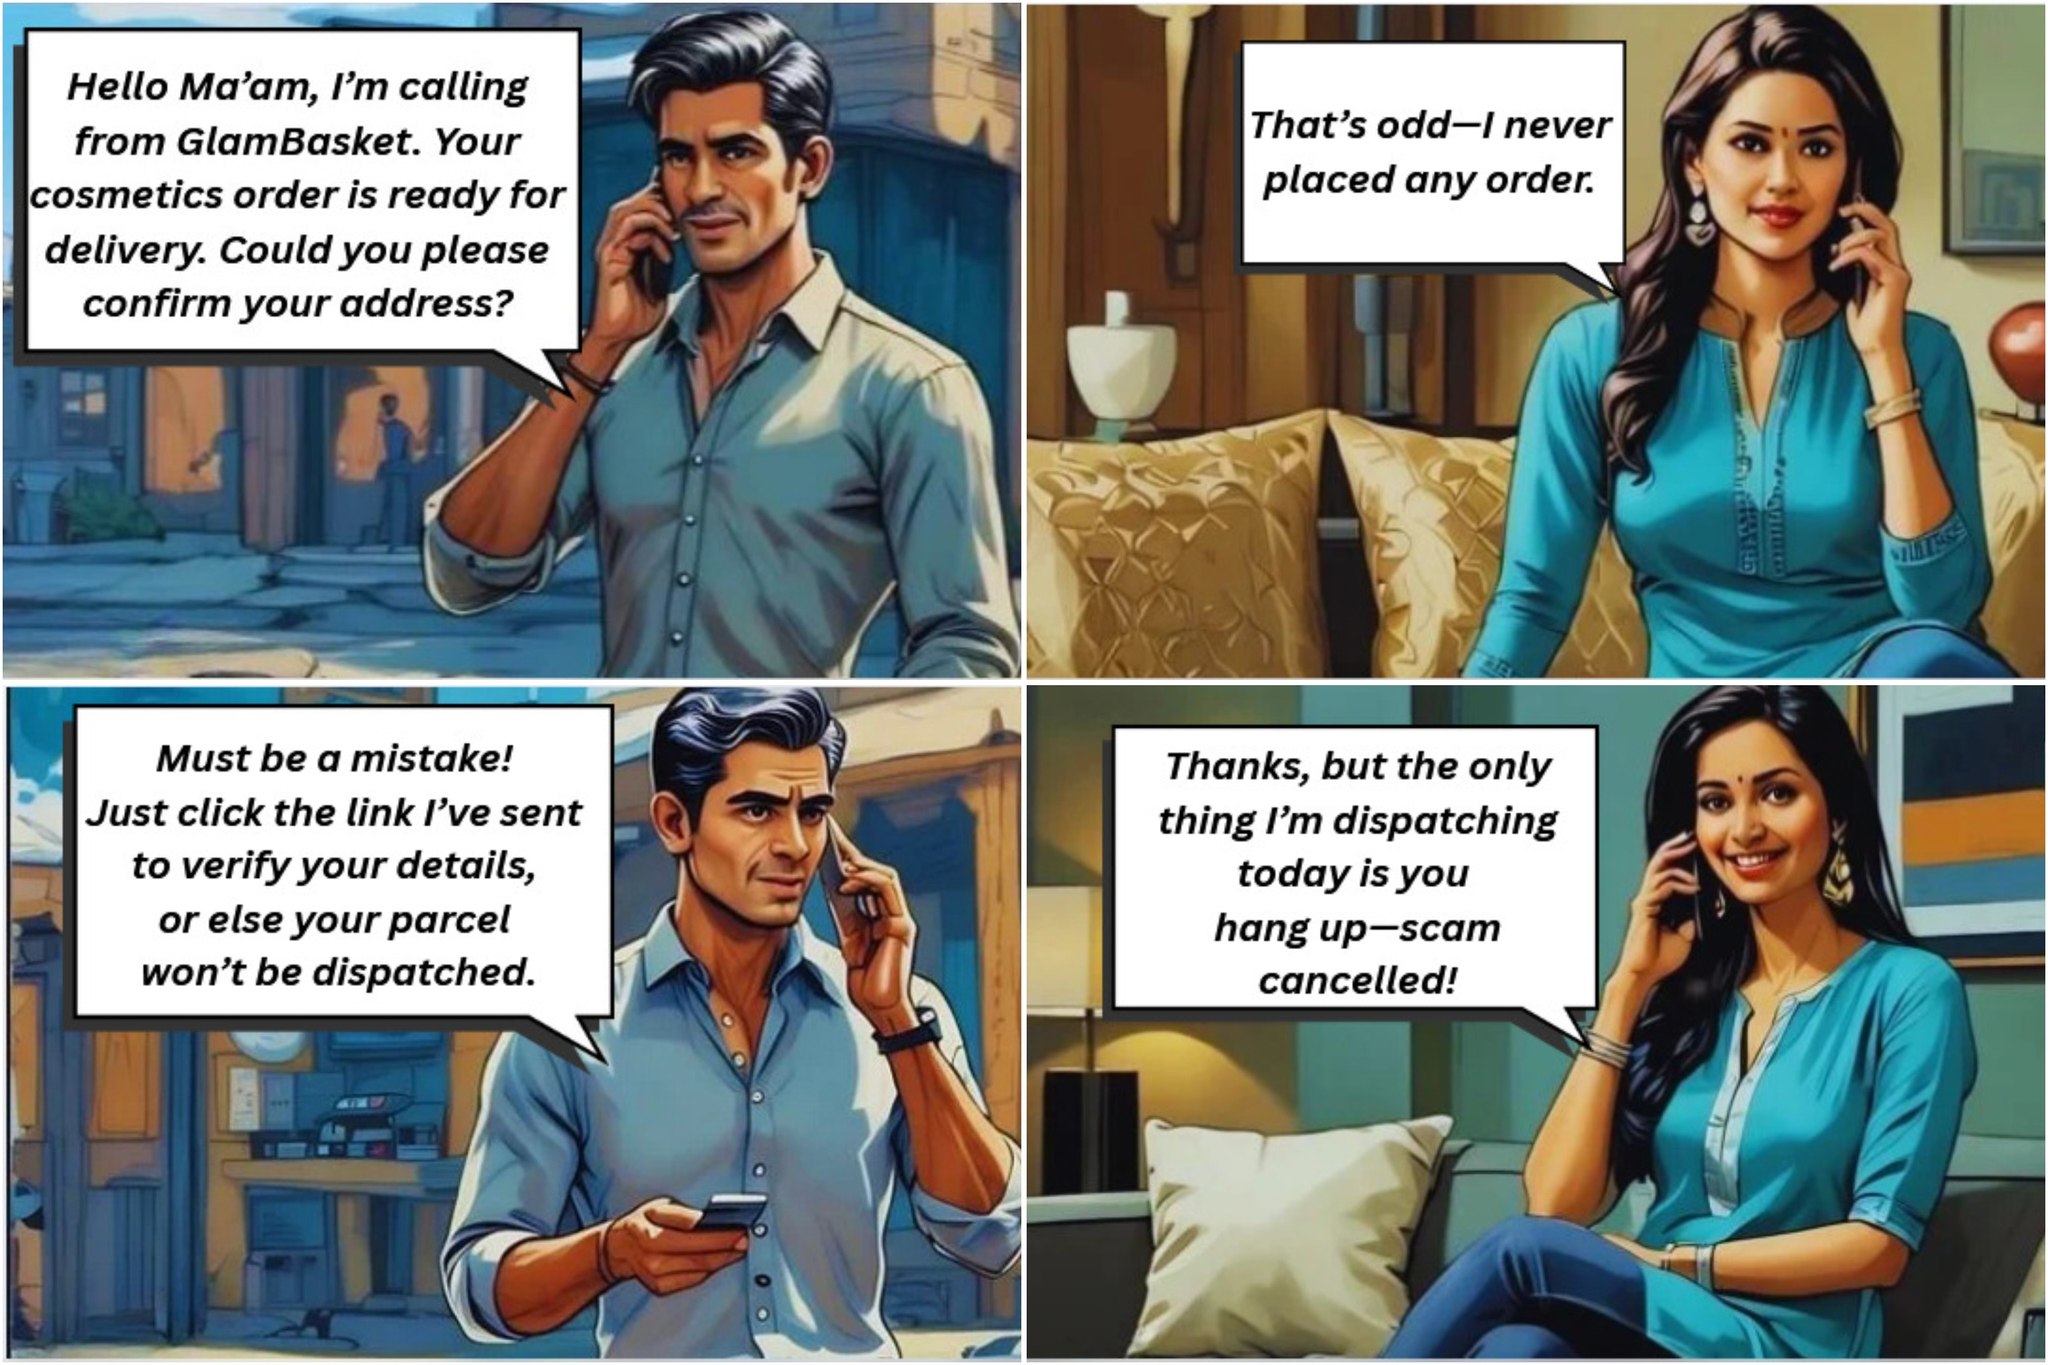 Hello Ma’am, I’m calling
from GlamBasket. Your
cosmetics order is ready for
delivery. Could you please
confirm your address?
That’s odd—I never
placed any order.
Must be a mistake!
Just click the link I’ve sent
to verify your details,
or else your parcel
won’t be dispatched.
Thanks, but the only
thing I’m dispatching
today is you
hang up—scam
cancelled!